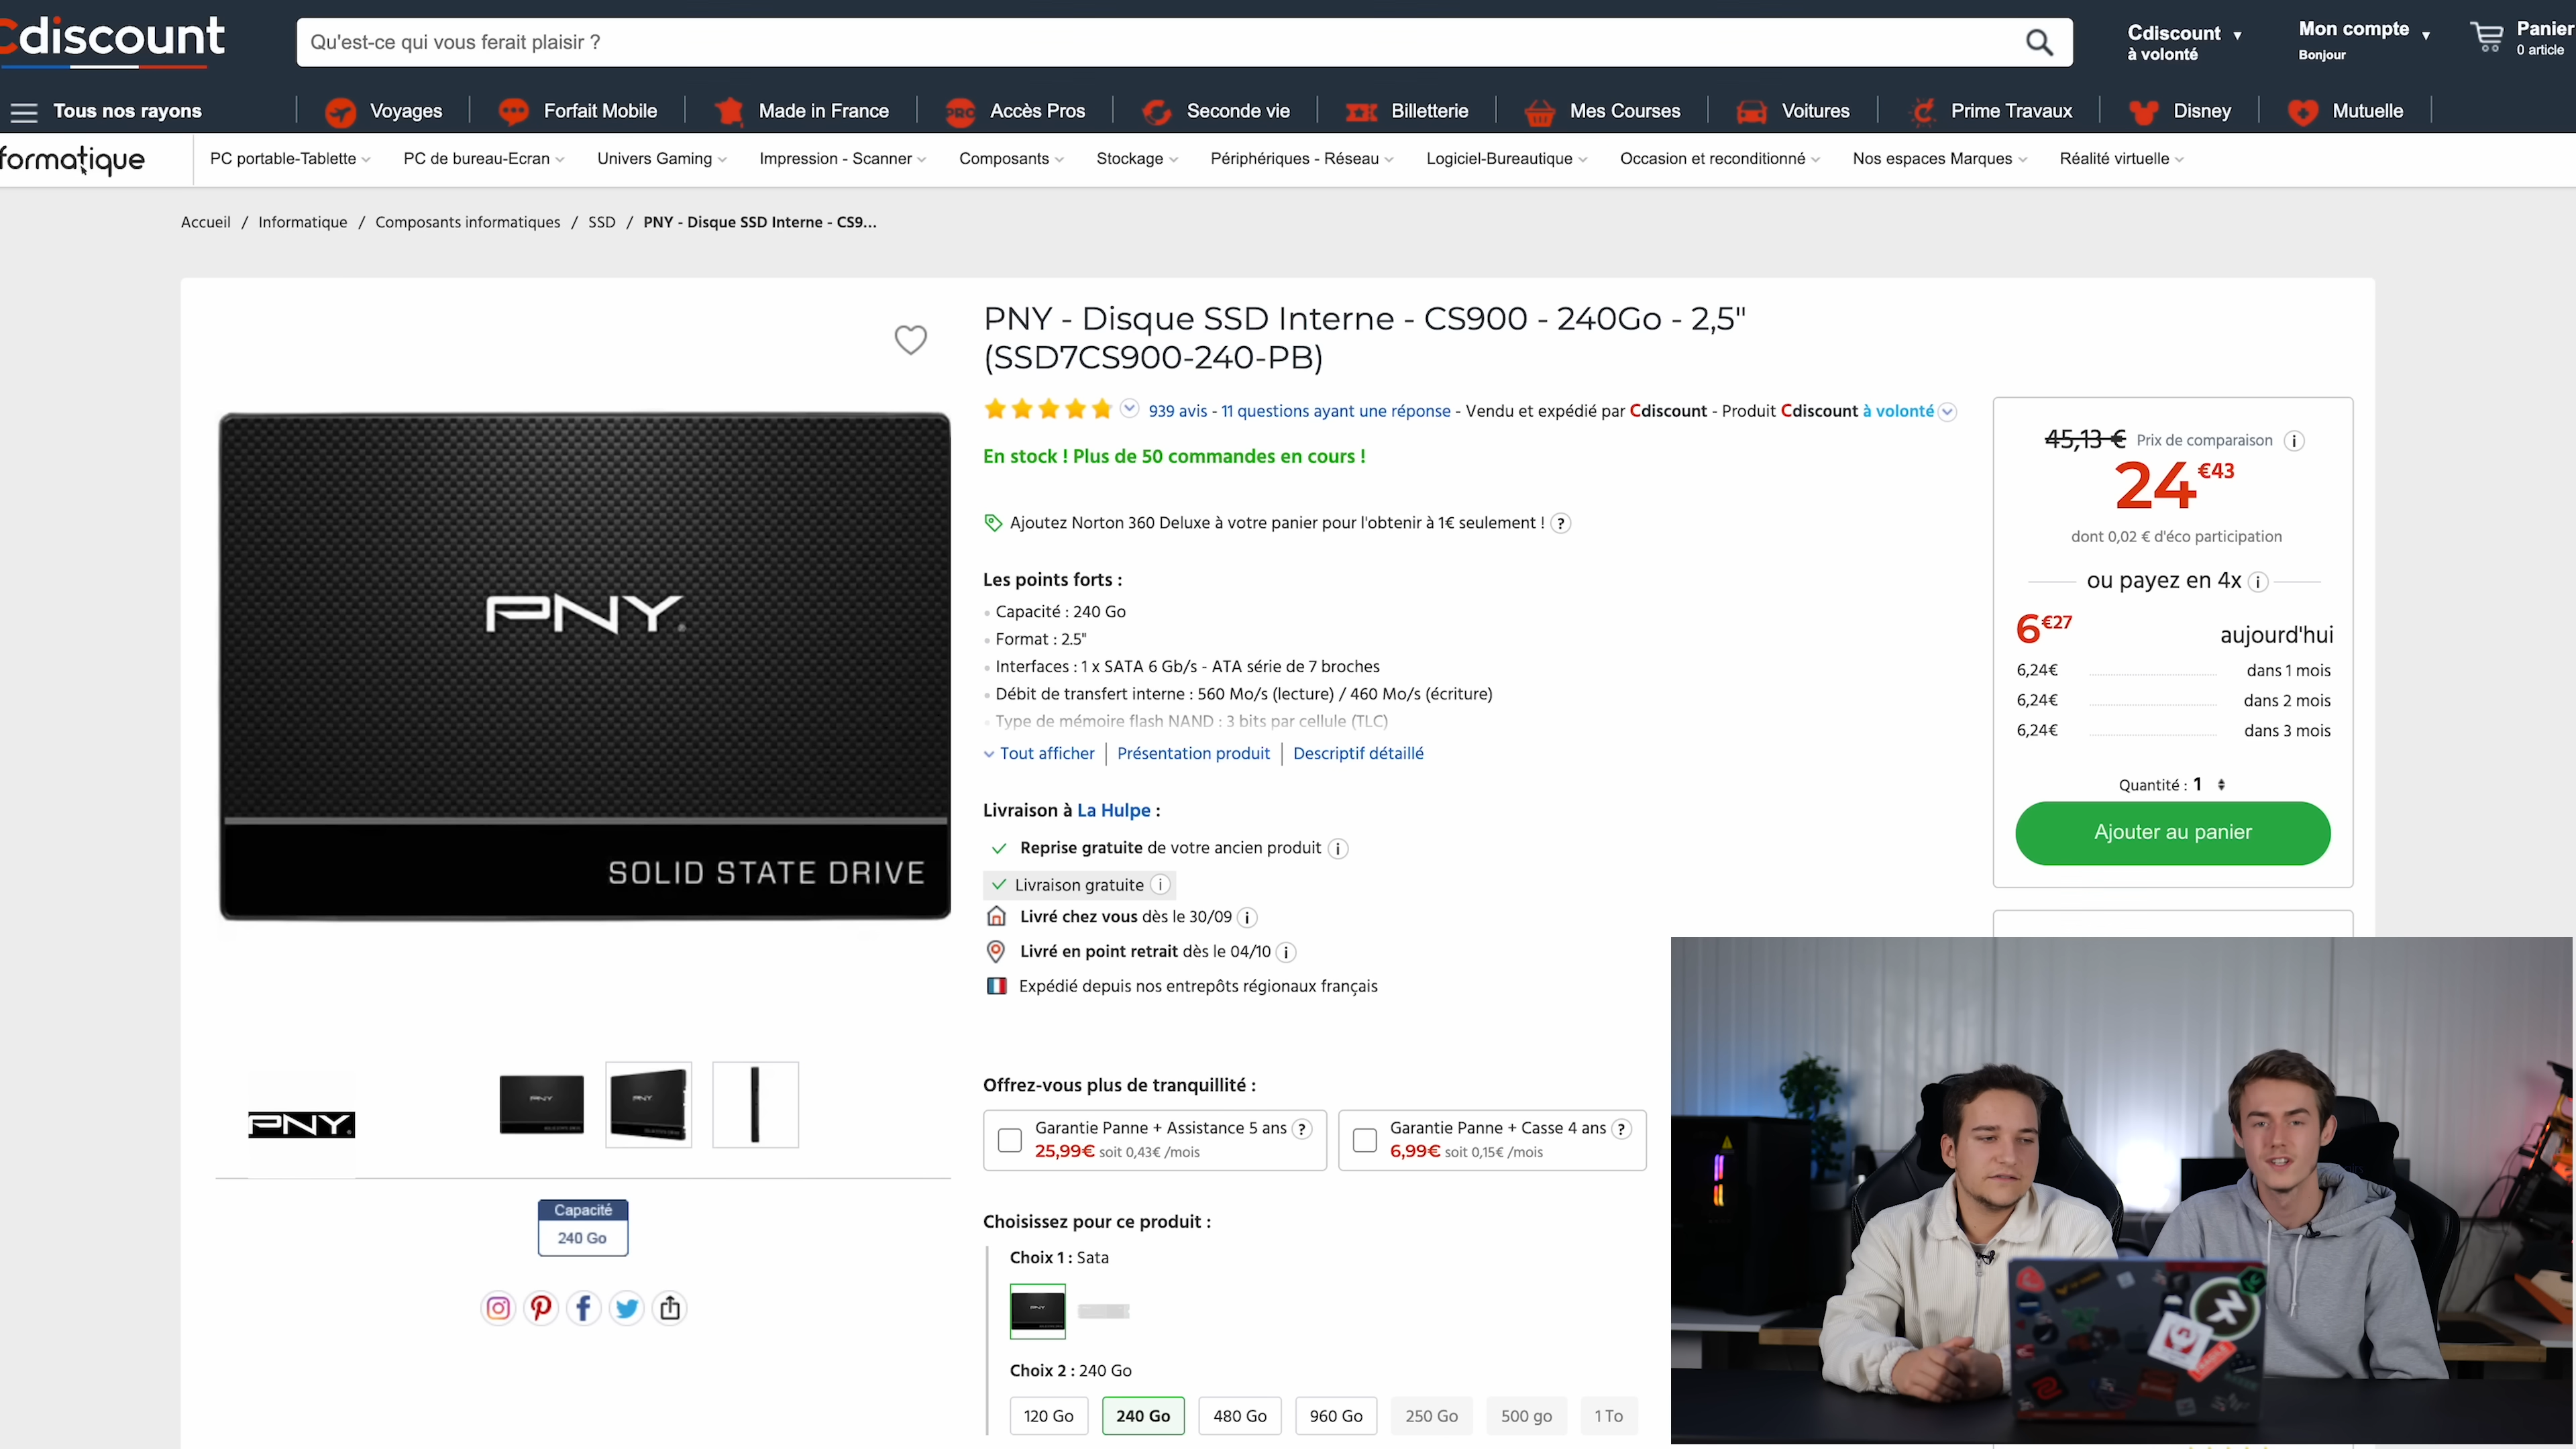 Cdiscount
Qu'est-ce qui vous ferait plaisir ?
Cdiscount
à volonté
Mon compte
Bonjour
Panier
0 article
Tous nos rayons
Voyages
Forfait Mobile
Made in France
PRO
Accès Pros
Seconde vie
Billetterie
Mes Courses
Voitures
Prime Travaux
Disney
Mutuelle
formatique
PC portable-Tablette
PC de bureau-Ecran
Univers Gaming
Impression - Scanner
Composants
Stockage
Périphériques - Réseau
Logiciel-Bureautique
Occasion et reconditionné
Nos espaces Marques
Réalité virtuelle
Accueil / Informatique / Composants informatiques / SSD / PNY - Disque SSD Interne - CS9...
PNY
SOLID STATE DRIVE
PNY
Capacité
240 Go
PNY - Disque SSD Interne - CS900 - 240Go - 2,5"
(SSD7CS900-240-PB)
939 avis - 11 questions ayant une réponse - Vendu et expédié par Cdiscount - Produit Cdiscount à volonté
En stock ! Plus de 50 commandes en cours !
Ajoutez Norton 360 Deluxe à votre panier pour l'obtenir à 1€ seulement ! ?
Les points forts :
Capacité : 240 Go
Format : 2.5"
Interfaces : 1 x SATA 6 Gb/s - ATA série de 7 broches
Débit de transfert interne : 560 Mo/s (lecture) / 460 Mo/s (écriture)
Type de mémoire flash NAND : 3 bits par cellule (TLC)
Tout afficher | Présentation produit | Descriptif détaillé
Livraison à La Hulpe :
Reprise gratuite de votre ancien produit i
Livraison gratuite i
Livré chez vous dès le 30/09 i
Livré en point retrait dès le 04/10 i
Expédié depuis nos entrepôts régionaux français
Offrez-vous plus de tranquillité :
Garantie Panne + Assistance 5 ans ?
25,99€ soit 0,43€ /mois
Garantie Panne + Casse 4 ans ?
6,99€ soit 0,15€ /mois
Choisissez pour ce produit :
Choix 1 : Sata
Choix 2 : 240 Go
120 Go
240 Go
480 Go
960 Go
250 Go
500 go
1 To
45,13 € Prix de comparaison i
24 €43
dont 0,02 € d'éco participation
ou payez en 4x i
6 €27 aujourd'hui
6,24€ dans 1 mois
6,24€ dans 2 mois
6,24€ dans 3 mois
Quantité : 1
Ajouter au panier